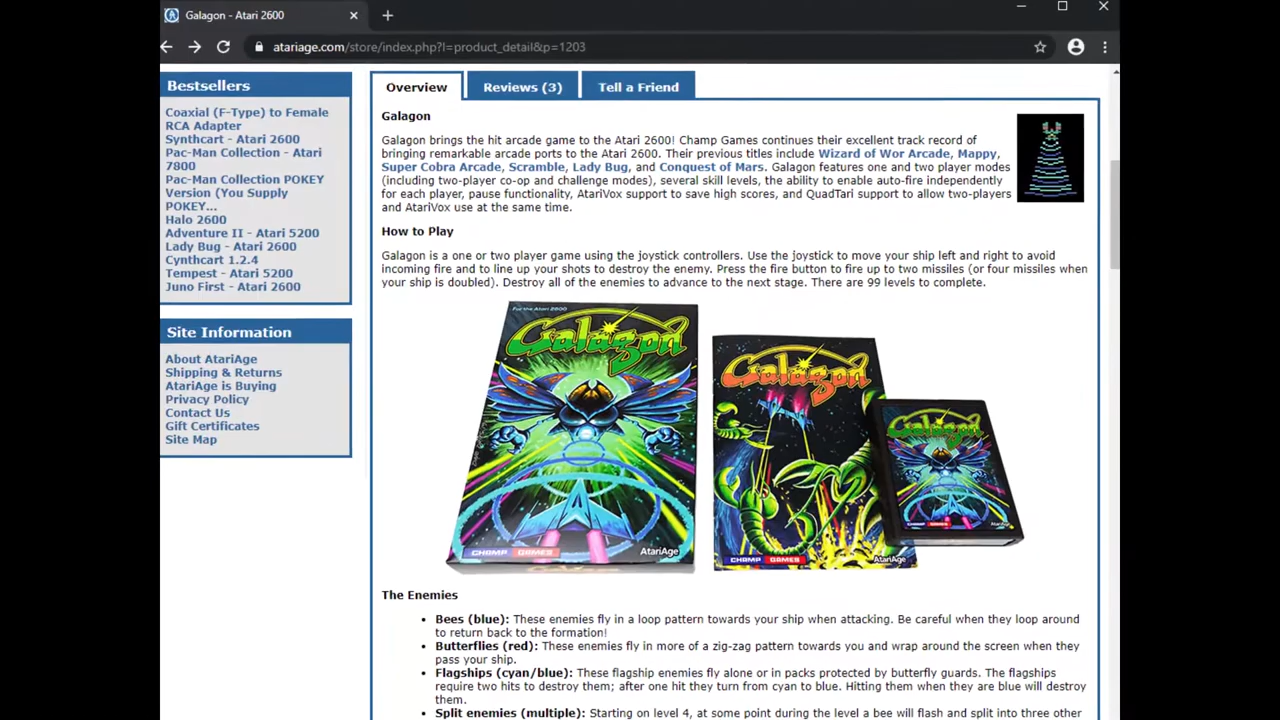 Galagon - Atari 2600
atariage.com/store/index.php?l=product_detail&p=1203
Bestsellers
Coaxial (F-Type) to Female
RCA Adapter
Synthcart - Atari 2600
Pac-Man Collection - Atari
7800
Pac-Man Collection POKEY
Version (You Supply
POKEY...
Halo 2600
Adventure II - Atari 5200
Lady Bug - Atari 2600
Cynthcart 1.2.4
Tempest - Atari 5200
Juno First - Atari 2600
Site Information
About AtariAge
Shipping & Returns
AtariAge is Buying
Privacy Policy
Contact Us
Gift Certificates
Site Map
Overview Reviews (3) Tell a Friend
Galagon
Galagon brings the hit arcade game to the Atari 2600! Champ Games continues their excellent track record of
bringing remarkable arcade ports to the Atari 2600. Their previous titles include Wizard of Wor Arcade, Mappy,
Super Cobra Arcade, Scramble, Lady Bug, and Conquest of Mars. Galagon features one and two player modes
(including two-player co-op and challenge modes), several skill levels, the ability to enable auto-fire independently
for each player, pause functionality, AtariVox support to save high scores, and QuadTari support to allow two-players
and AtariVox use at the same time.
How to Play
Galagon is a one or two player game using the joystick controllers. Use the joystick to move your ship left and right to avoid
incoming fire and to line up your shots to destroy the enemy. Press the fire button to fire up to two missiles (or four missiles when
your ship is doubled). Destroy all of the enemies to advance to the next stage. There are 99 levels to complete.
For the Atari 2600
Galagon
CHAMP GAMES
AtariAge
Galagon
CHAMP GAMES
AtariAge
Galagon
CHAMP GAMES
AtariAge
The Enemies
• Bees (blue): These enemies fly in a loop pattern towards your ship when attacking. Be careful when they loop around
to return back to the formation!
• Butterflies (red): These enemies fly in more of a zig-zag pattern towards you and wrap around the screen when they
pass your ship.
• Flagships (cyan/blue): These flagship enemies fly alone or in packs protected by butterfly guards. The flagships
require two hits to destroy them; after one hit they turn from cyan to blue. Hitting them when they are blue will destroy
them.
• Split enemies (multiple): Starting on level 4, at some point during the level a bee will flash and split into three other